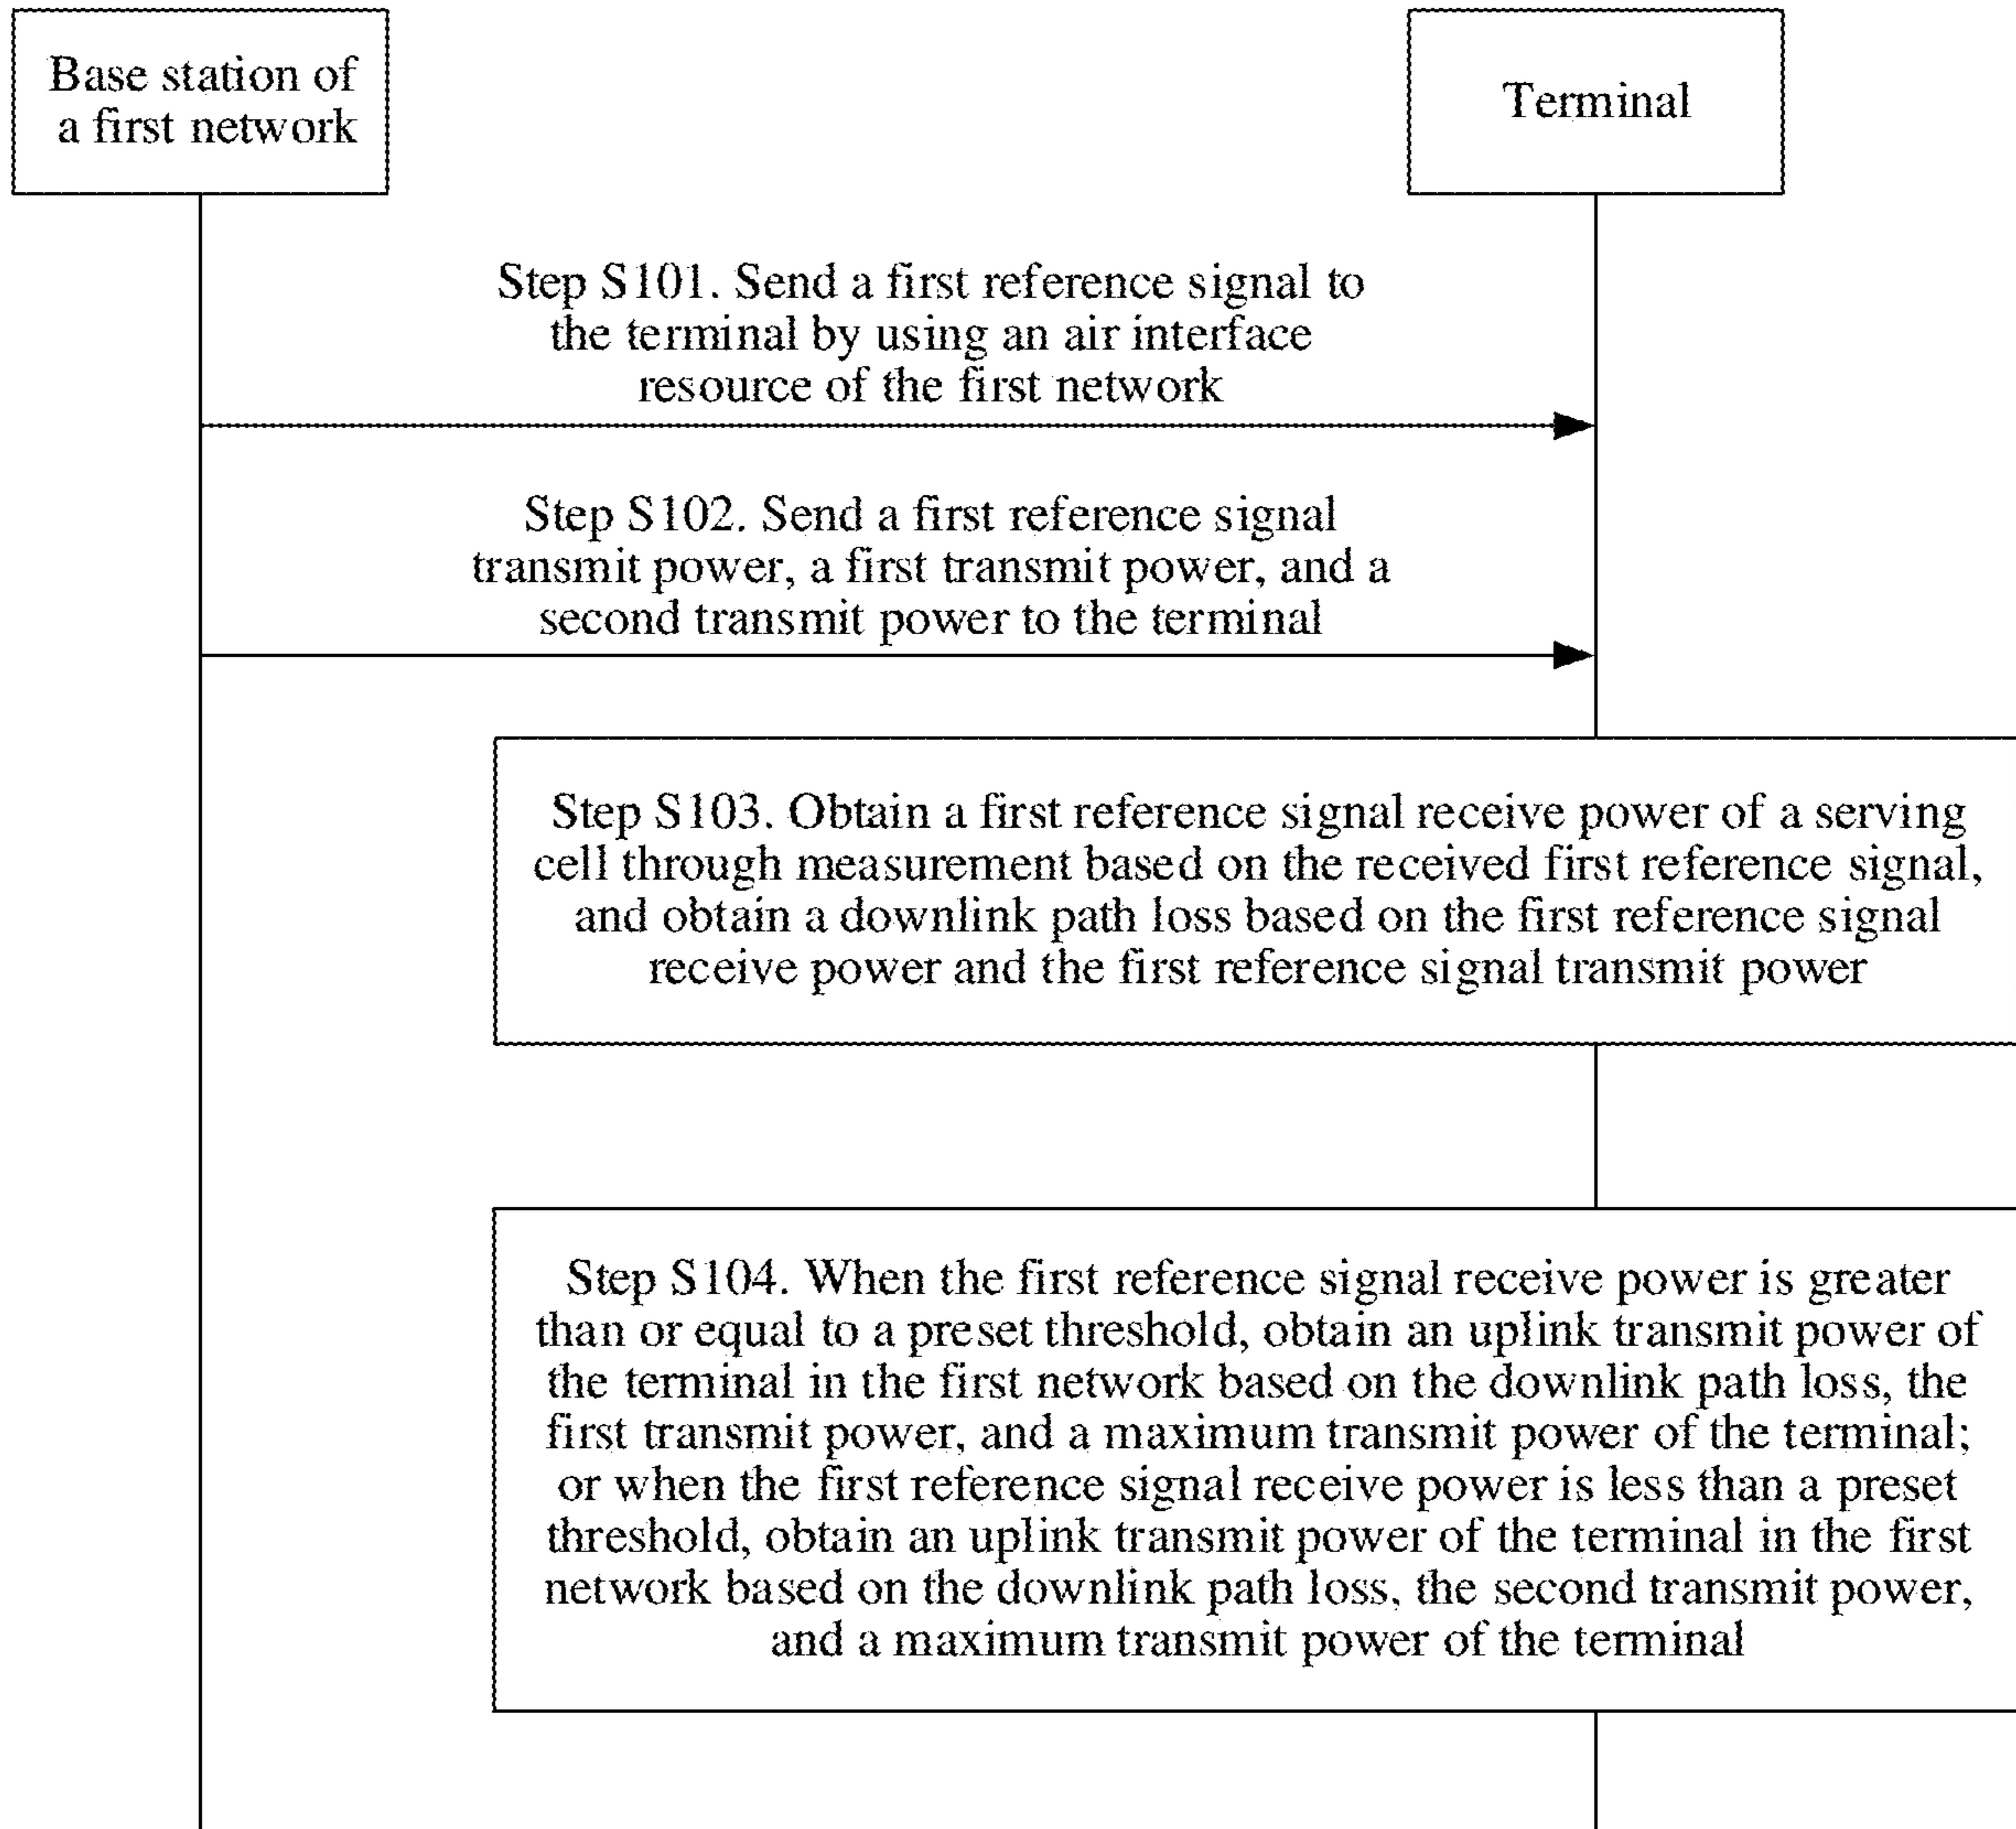 Base station of
a first network
Terminal
Step S101. Send a first reference signal to
the terminal by using an air interface
resource of the first network
Step S102. Send a first reference signal
transmit power, a first transmit power, and a
second transmit power to the terminal
Step S103. Obtain a first reference signal receive power of a serving
cell through measurement based on the received first reference signal,
and obtain a downlink path loss based on the first reference signal
receive power and the first reference signal transmit power
Step S104. When the first reference signal receive power is greater
than or equal to a preset threshold, obtain an uplink transmit power of
the terminal in the first network based on the downlink path loss, the
first transmit power, and a maximum transmit power of the terminal;
or when the first reference signal receive power is less than a preset
threshold, obtain an uplink transmit power of the terminal in the first
network based on the downlink path loss, the second transmit power,
and a maximum transmit power of the terminal